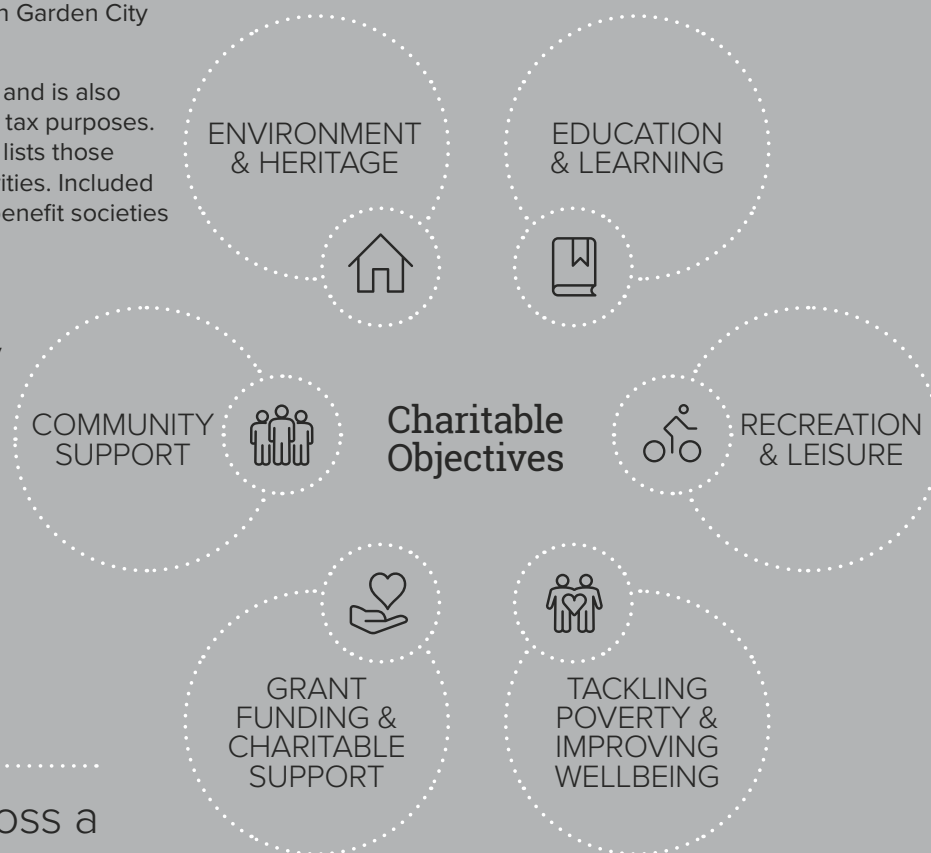 n Garden City
and is also
tax purposes.
lists those
ities. Included
enefit societies
ENVIRONMENT
& HERITAGE
EDUCATION
& LEARNING
COMMUNITY
SUPPORT
Charitable
Objectives
RECREATION
& LEISURE
GRANT
FUNDING &
CHARITABLE
SUPPORT
TACKLING
POVERTY &
IMPROVING
WELLBEING
oss a